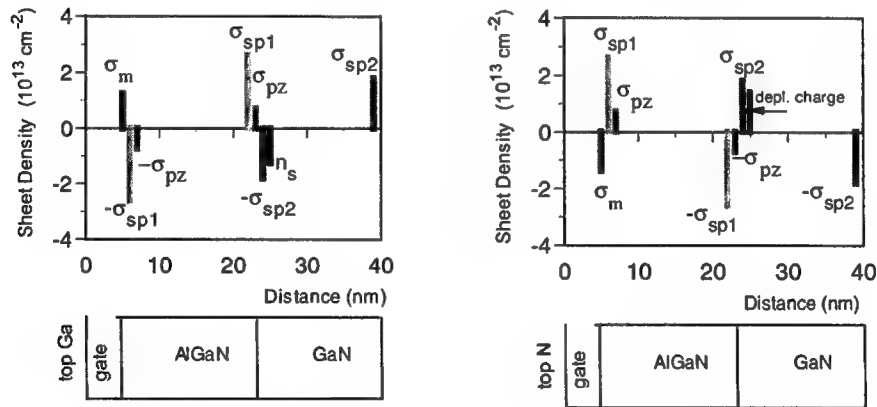 Sheet Density (10^13 cm^-2)
4
2
0
-2
-4
σm
-σsp1
-σpz
σsp1
σpz
-σsp2
ns
σsp2
0 10 20 30 40
Distance (nm)
top Ga
gate
AlGaN
GaN
Sheet Density (10^13 cm^-2)
4
2
0
-2
-4
σsp1
σpz
σm
σsp2
depl. charge
-σpz
-σsp1
-σsp2
0 10 20 30 40
Distance (nm)
top N
gate
AlGaN
GaN